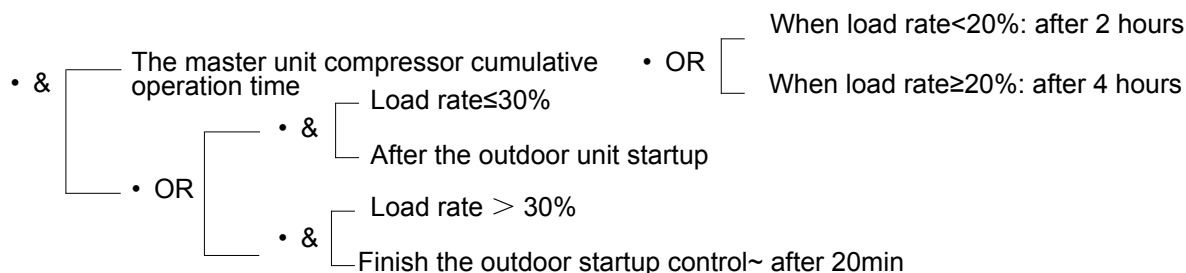 When load rate<20%: after 2 hours
• & The master unit compressor cumulative operation time • OR
When load rate≥20%: after 4 hours
Load rate≤30%
• &
After the outdoor unit startup
• OR
Load rate ＞ 30%
• &
Finish the outdoor startup control~ after 20min